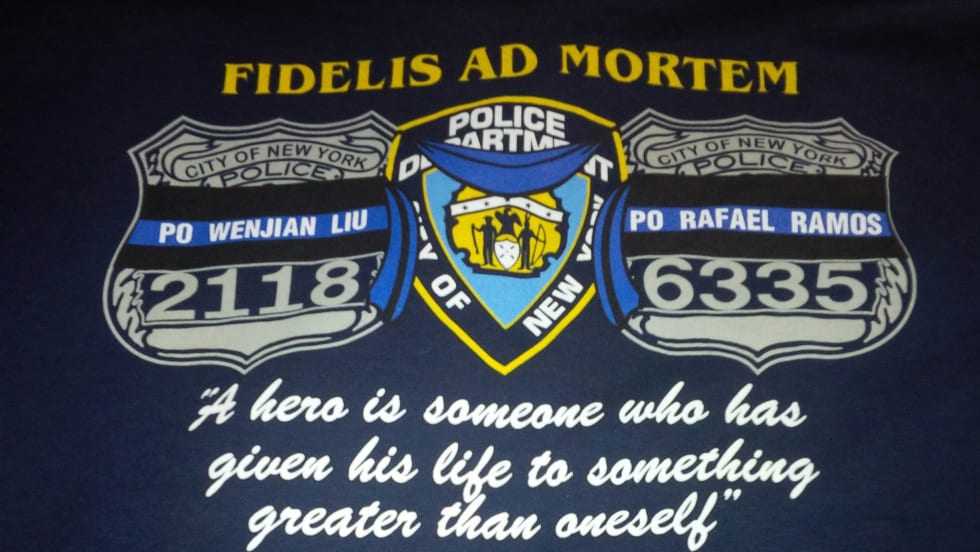 FIDELIS AD MORTEM
CITY OF NEW YORK
POLICE
PO WENJIAN LIU
2118
POLICE
CITY OF NEW
CITY OF NEW YORK
POLICE
PO RAFAEL RAMOS
6335
"A hero is someone who has
given his life to something
greater than oneself"